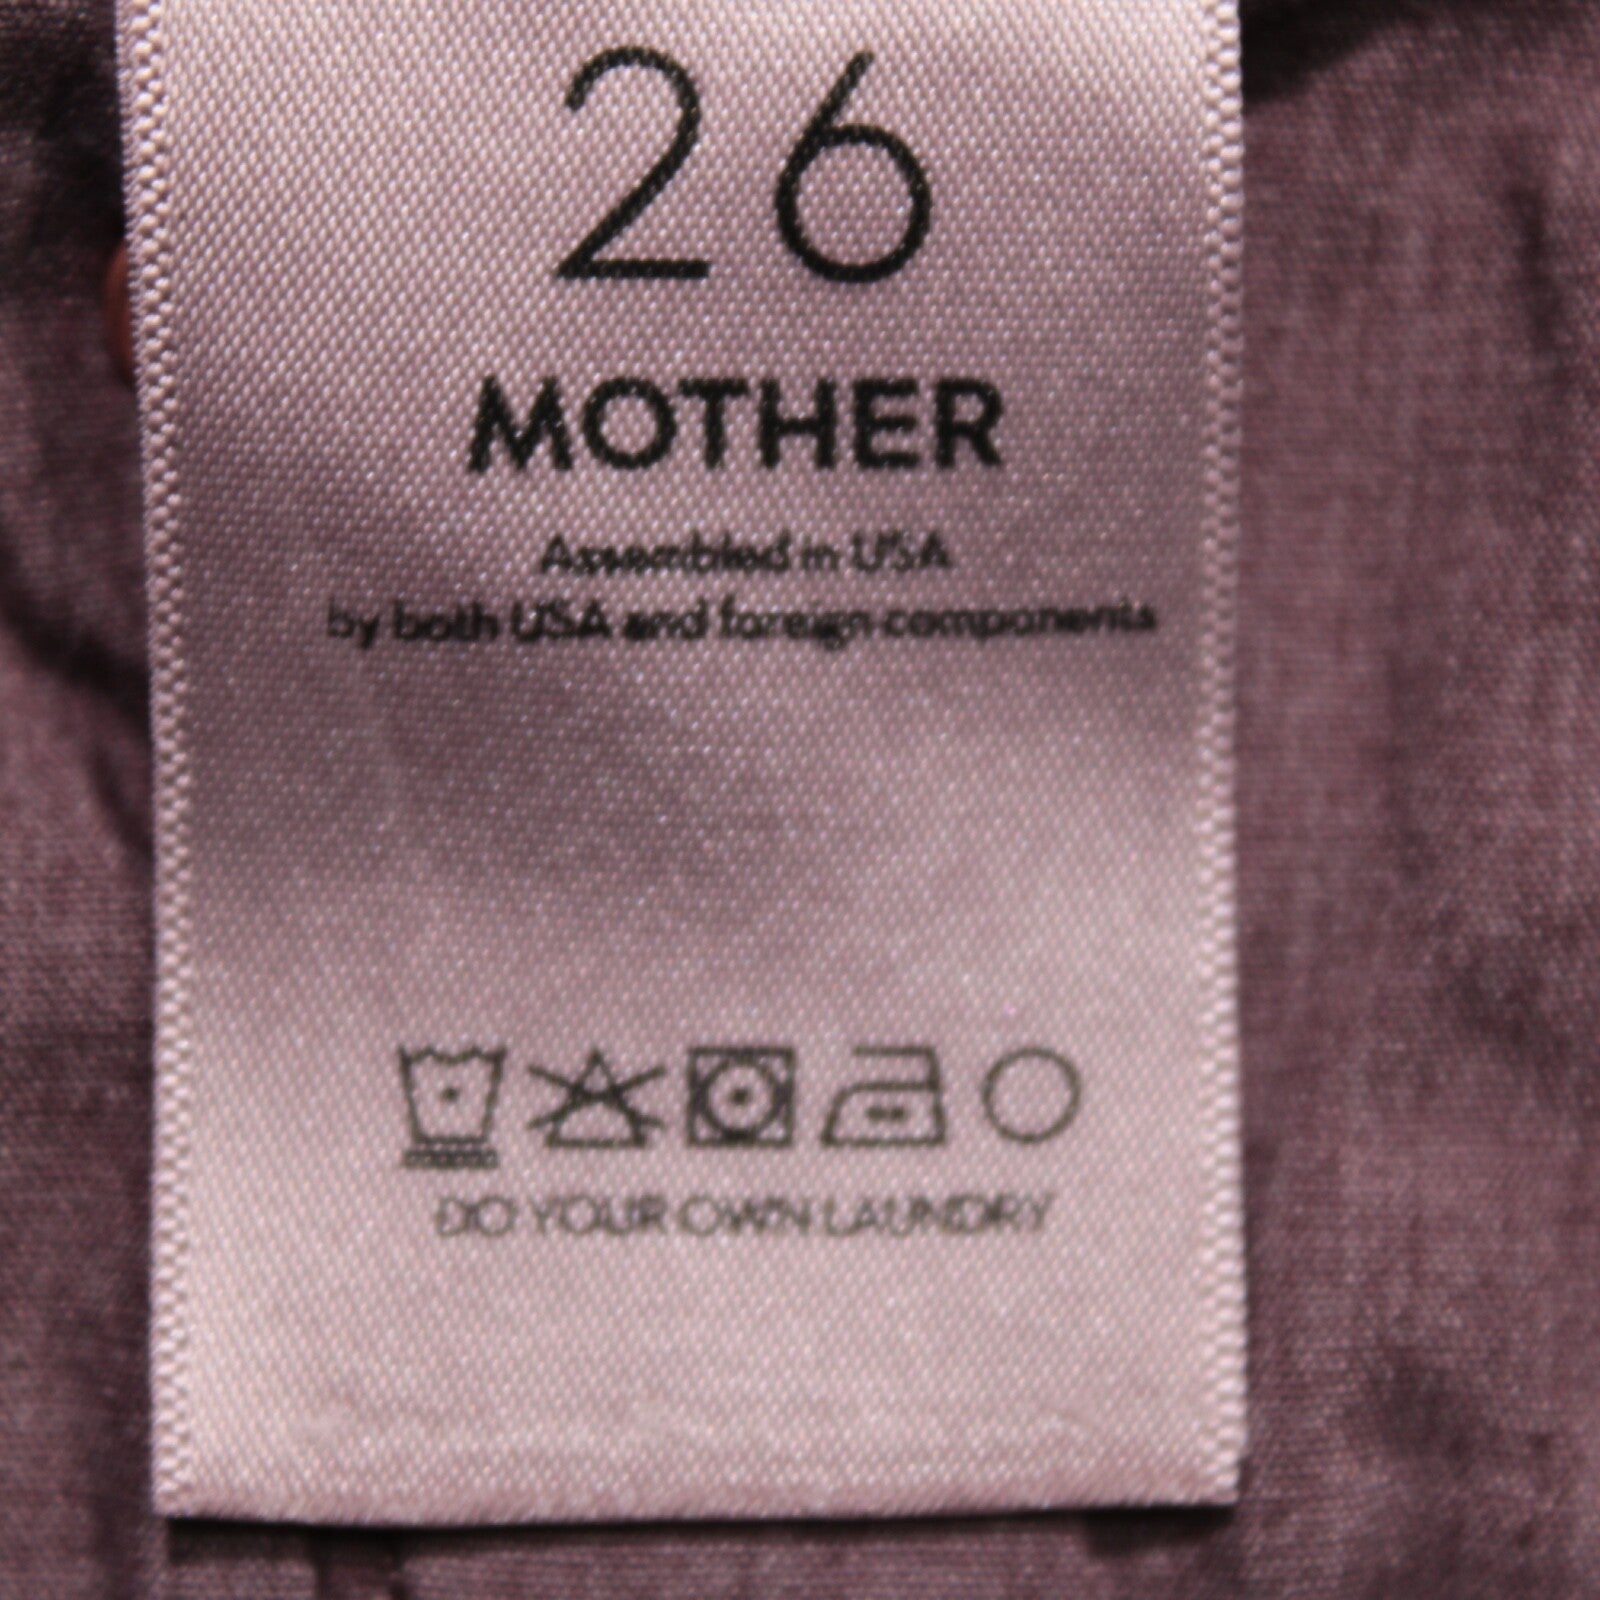 26
MOTHER
Assembled in USA
by both USA and foreign components
DO YOUR OWN LAUNDRY